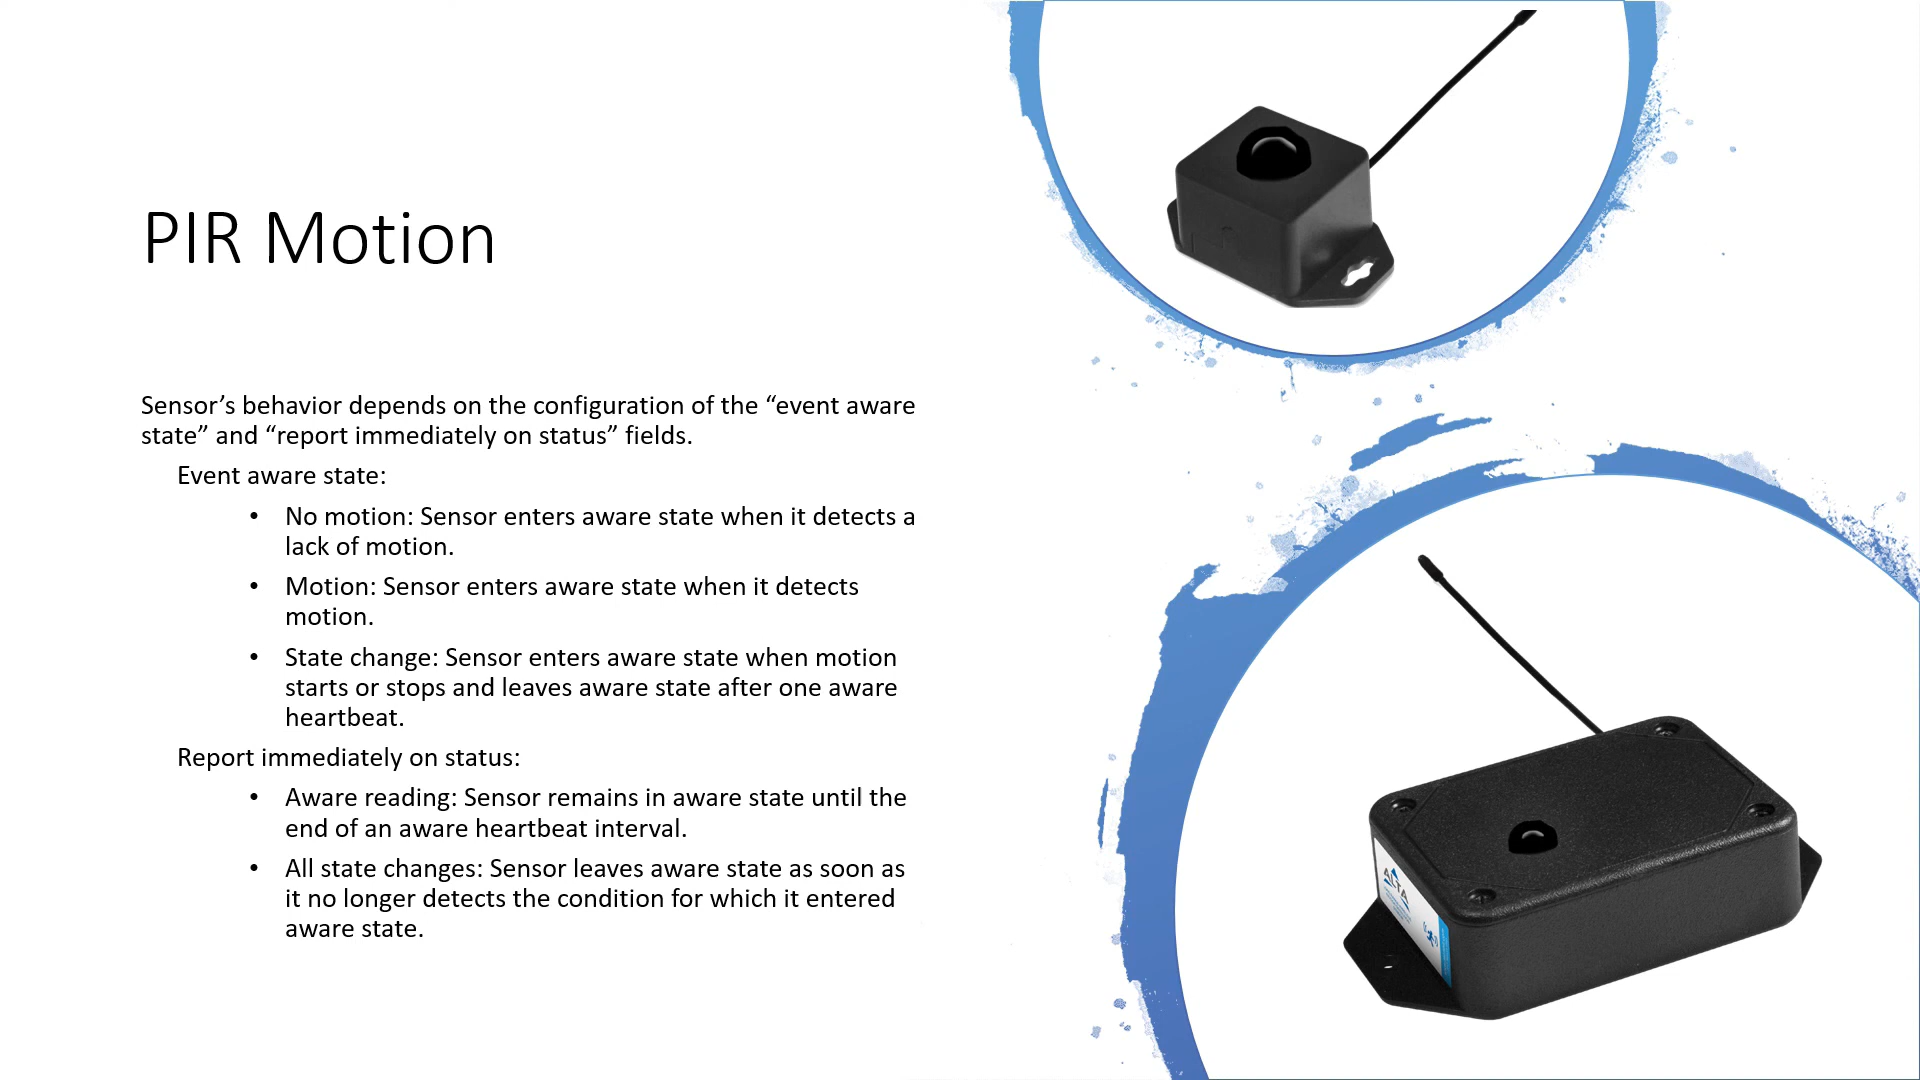 PIR Motion
Sensor’s behavior depends on the configuration of the “event aware
state” and “report immediately on status” fields.
Event aware state:
• No motion: Sensor enters aware state when it detects a
lack of motion.
• Motion: Sensor enters aware state when it detects
motion.
• State change: Sensor enters aware state when motion
starts or stops and leaves aware state after one aware
heartbeat.
Report immediately on status:
• Aware reading: Sensor remains in aware state until the
end of an aware heartbeat interval.
• All state changes: Sensor leaves aware state as soon as
it no longer detects the condition for which it entered
aware state.
ALTA